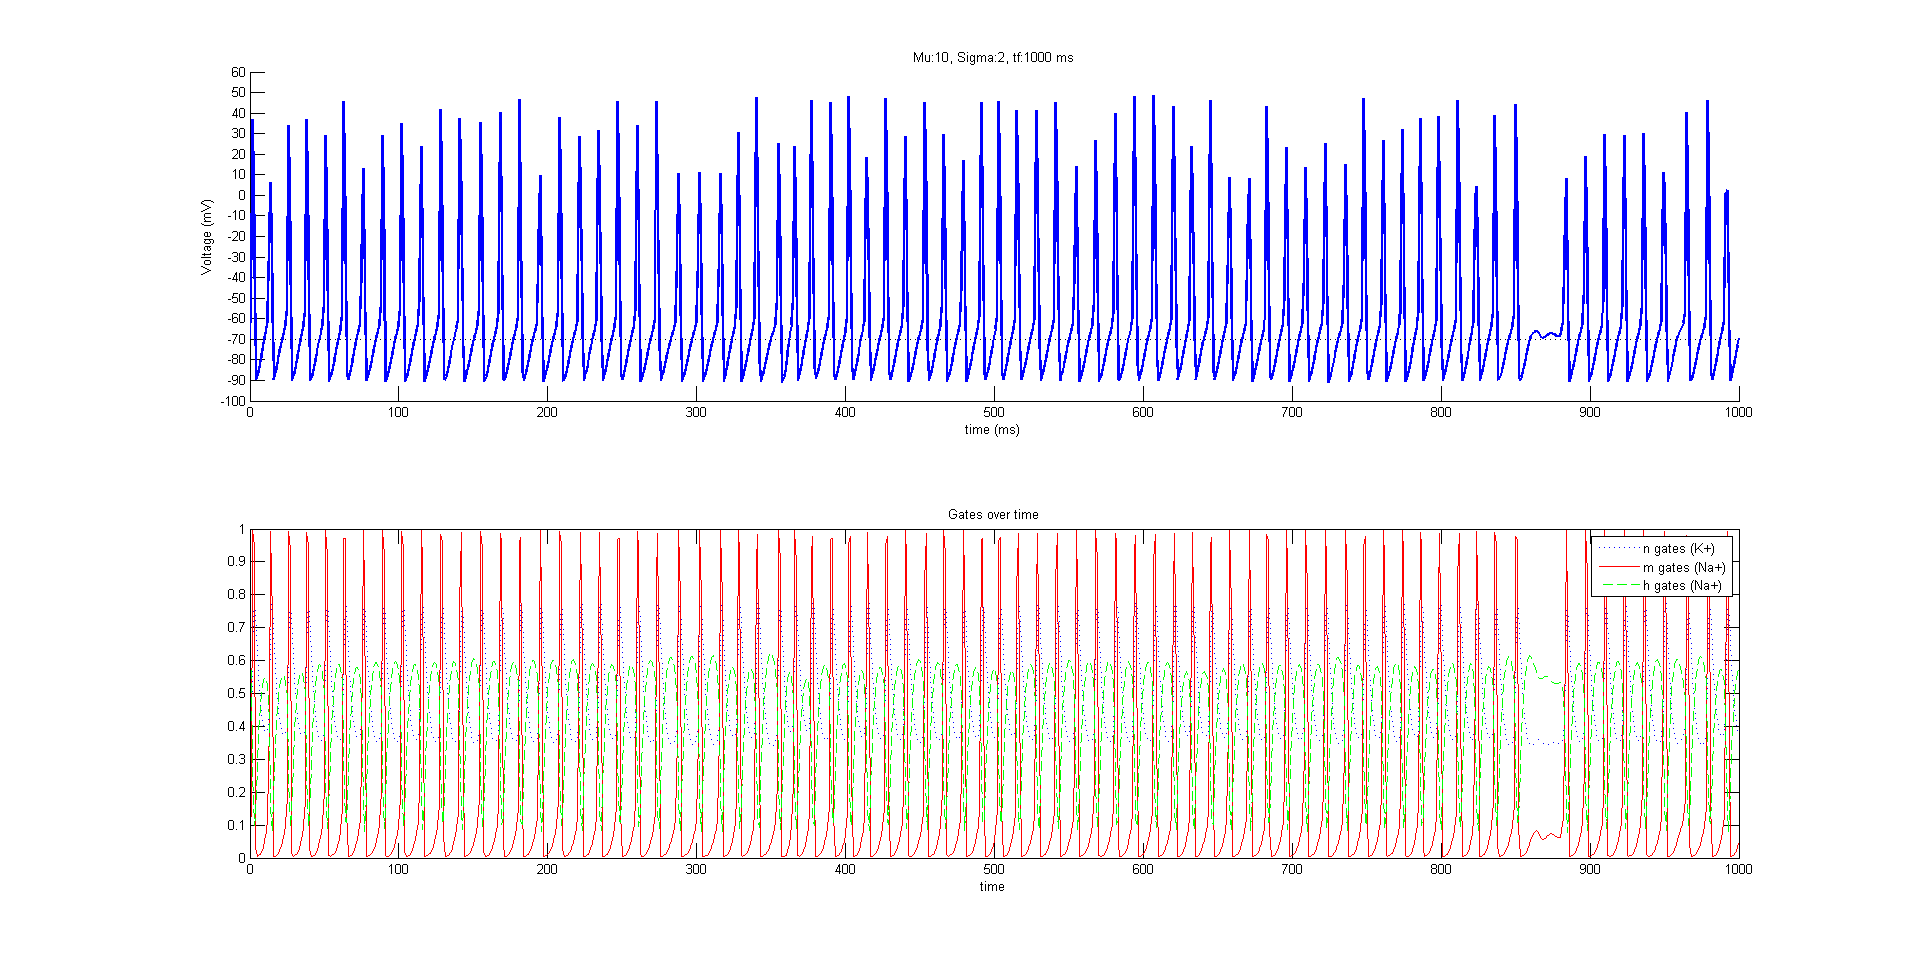 Mu:10, Sigma:2, tf:1000 ms
60
50
40
30
20
10
0
-10
-20
-30
-40
-50
-60
-70
-80
-90
-100
Voltage (mV)
0 100 200 300 400 500 600 700 800 900 1000
time (ms)
Gates over time
1
0.9
0.8
0.7
0.6
0.5
0.4
0.3
0.2
0.1
0
n gates (K+)
m gates (Na+)
h gates (Na+)
0 100 200 300 400 500 600 700 800 900 1000
time